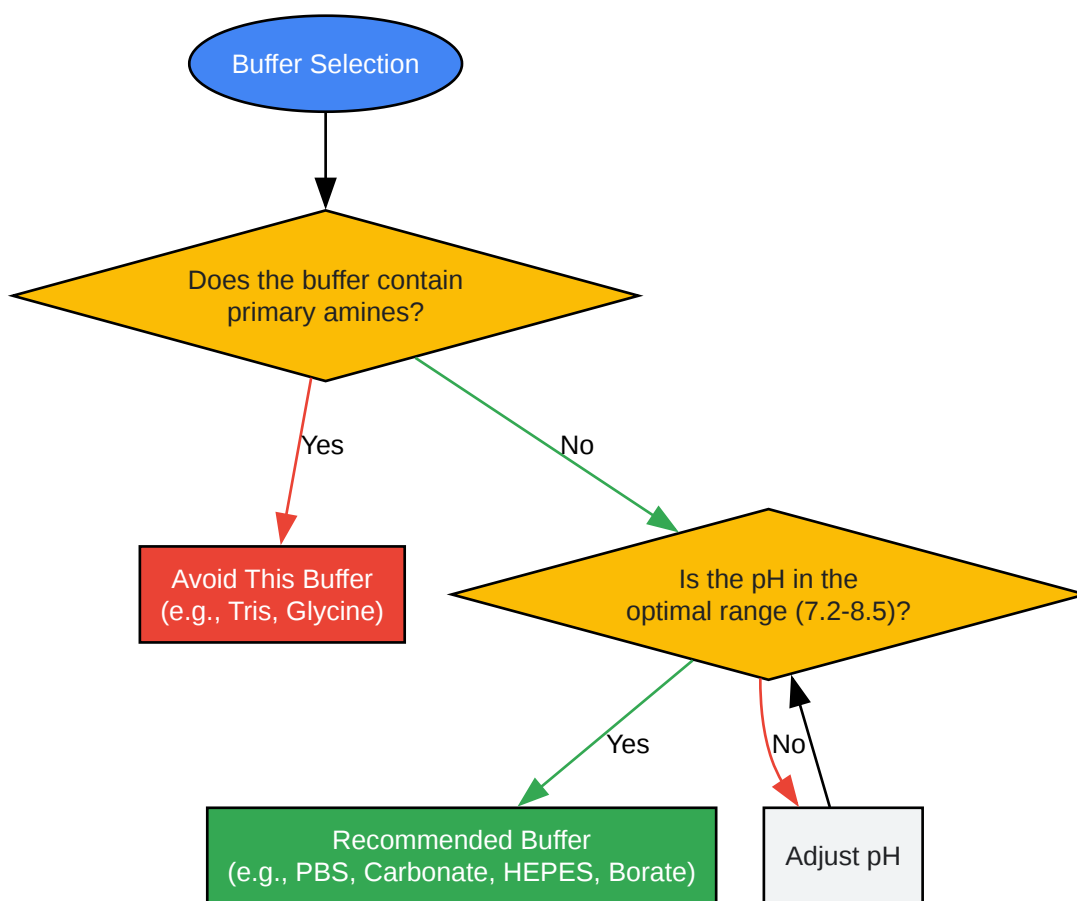 Buffer Selection
Does the buffer contain
primary amines?
Yes
No
Avoid This Buffer
(e.g., Tris, Glycine)
Is the pH in the
optimal range (7.2-8.5)?
Yes
No
Recommended Buffer
(e.g., PBS, Carbonate, HEPES, Borate)
Adjust pH